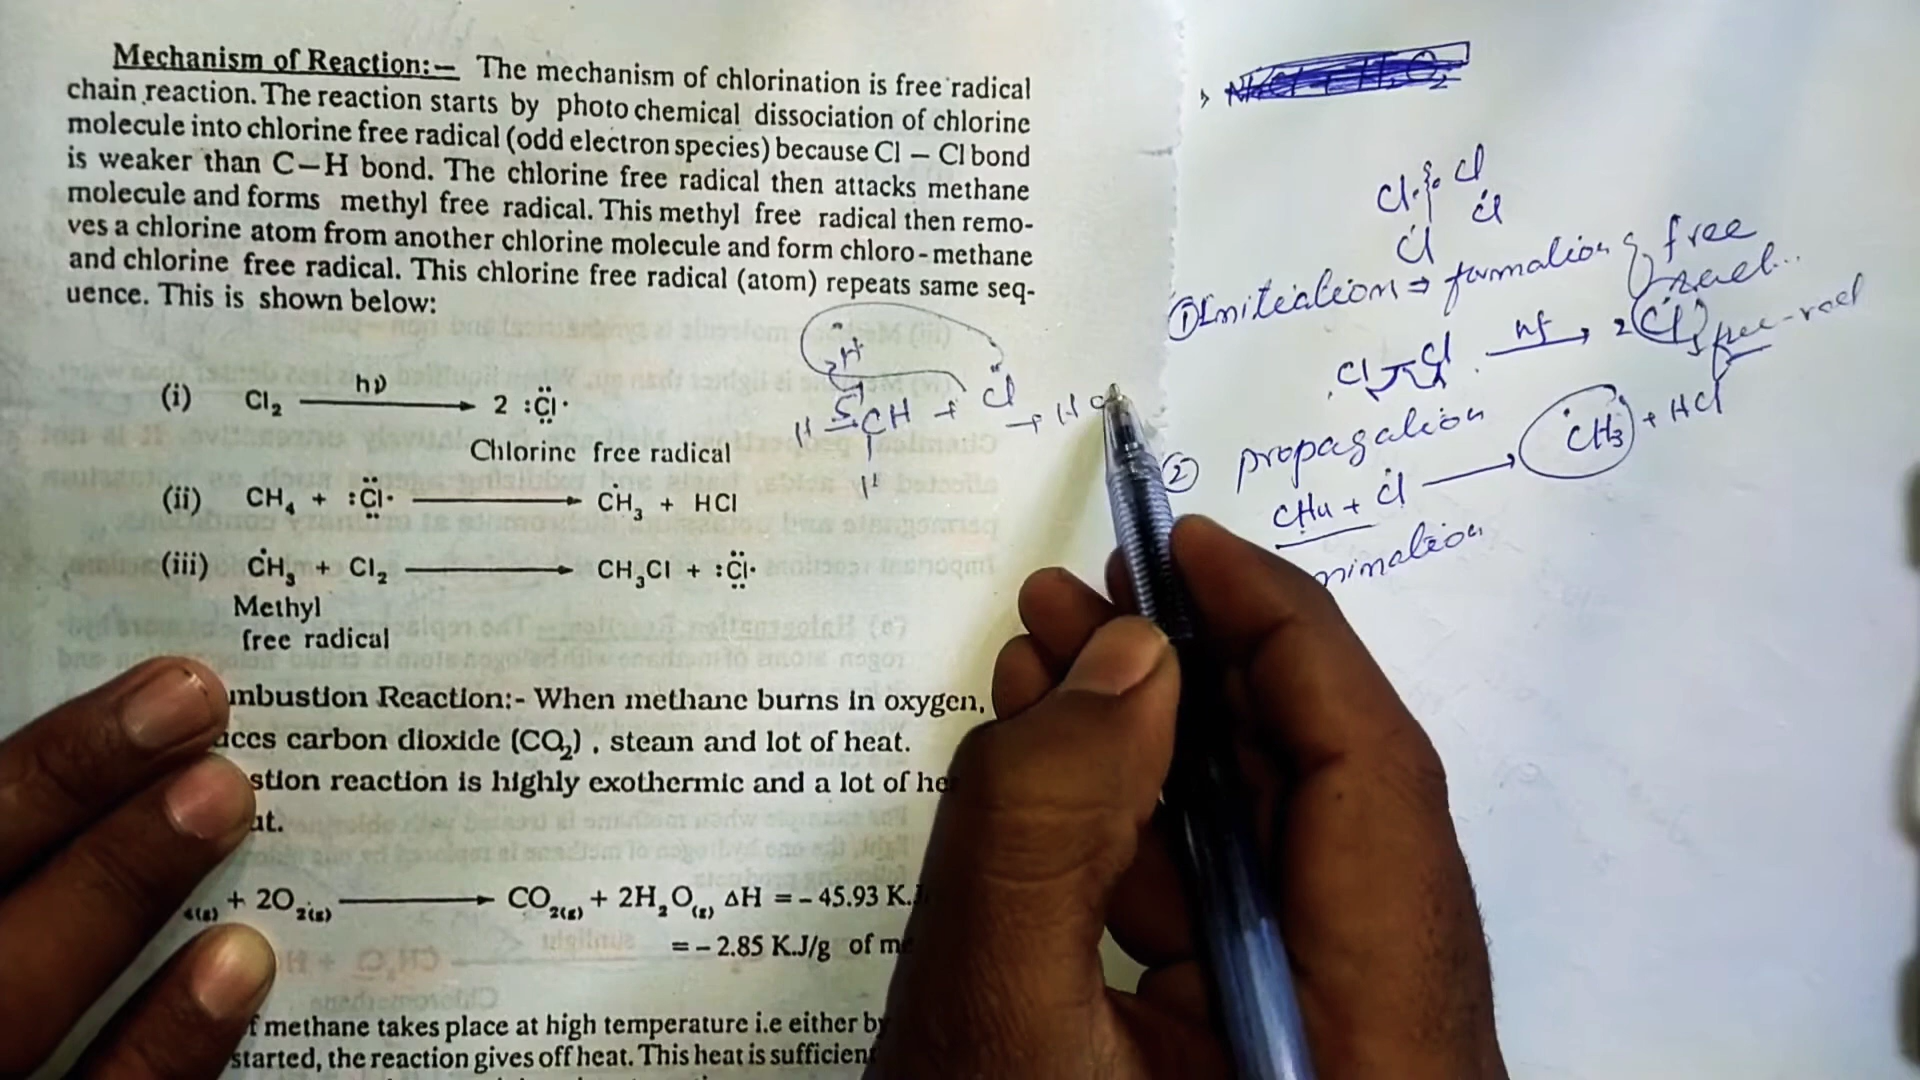 Mechanism of Reaction:— The mechanism of chlorination is free radical
chain reaction. The reaction starts by photo chemical dissociation of chlorine
molecule into chlorine free radical (odd electron species) because Cl – Cl bond
is weaker than C–H bond. The chlorine free radical then attacks methane
molecule and forms methyl free radical. This methyl free radical then remo-
ves a chlorine atom from another chlorine molecule and form chloro-methane
and chlorine free radical. This chlorine free radical (atom) repeats same seq-
uence. This is shown below:
(i) Cl₂ —hν→ 2 :C̈l·
Chlorine free radical
(ii) CH₄ + :C̈l· → ĊH₃ + HCl
(iii) ĊH₃ + Cl₂ → CH₃Cl + :C̈l·
Methyl
free radical
mbustion Reaction:- When methane burns in oxygen,
uces carbon dioxide (CO₂) , steam and lot of heat.
stion reaction is highly exothermic and a lot of he
at.
4(g) + 2O2(g) → CO2(g) + 2H₂O(g) ΔH = – 45.93 K.J
= – 2.85 K.J/g of me
f methane takes place at high temperature i.e either by
started, the reaction gives off heat. This heat is sufficient
H
H CH + Cl → H
H
Cl Cl
Cl Cl
① Initiation ⇒ formation of free
Cl Cl → 2 Cl free-rad
② propagation
CH4 + Cl → ĊH3 + HCl
mination